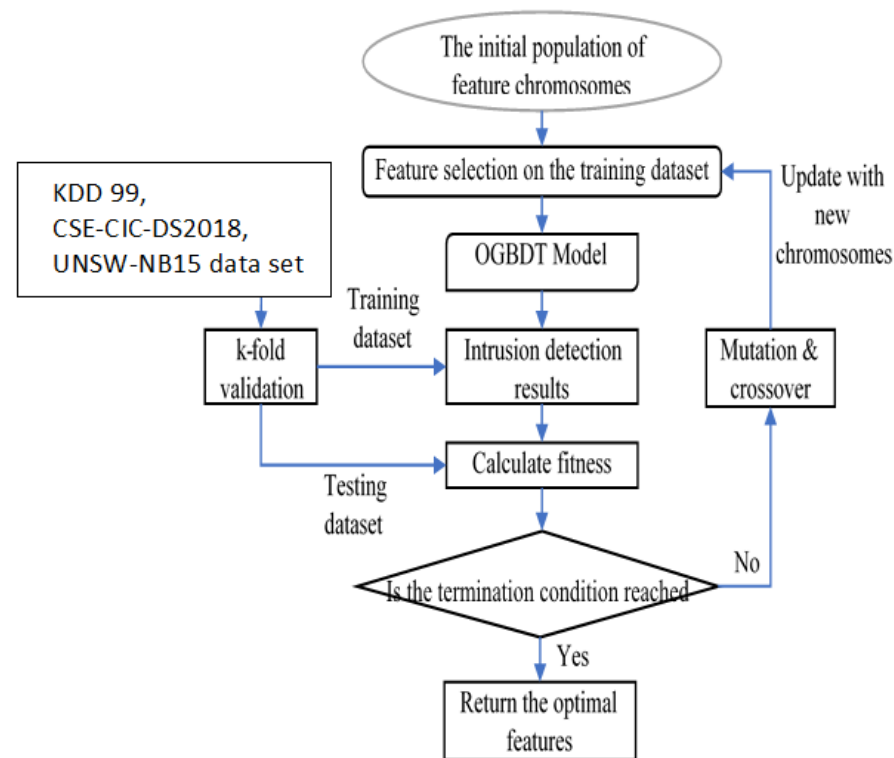 The initial population of
feature chromosomes
Feature selection on the training dataset
Update with
new
chromosomes
KDD 99,
CSE-CIC-DS2018,
UNSW-NB15 data set
OGBDT Model
Training
dataset
k-fold
validation
Intrusion detection
results
Mutation &
crossover
Calculate fitness
Testing
dataset
Is the termination condition reached
No
Yes
Return the optimal
features